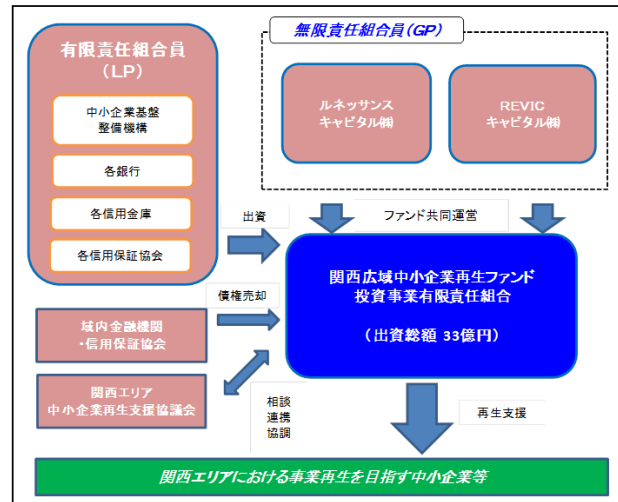 有限責任組合員
(LP)
中小企業基盤
整備機構
各銀行
各信用金庫
各信用保証協会
無限責任組合員(GP)
ルネッサンス
キャピタル㈱
REVIC
キャピタル㈱
出資
ファンド共同運営
関西広域中小企業再生ファンド
投資事業有限責任組合
(出資総額 33億円)
債権売却
域内金融機関
・信用保証協会
関西エリア
中小企業再生支援協議会
相談
連携
協調
再生支援
関西エリアにおける事業再生を目指す中小企業等